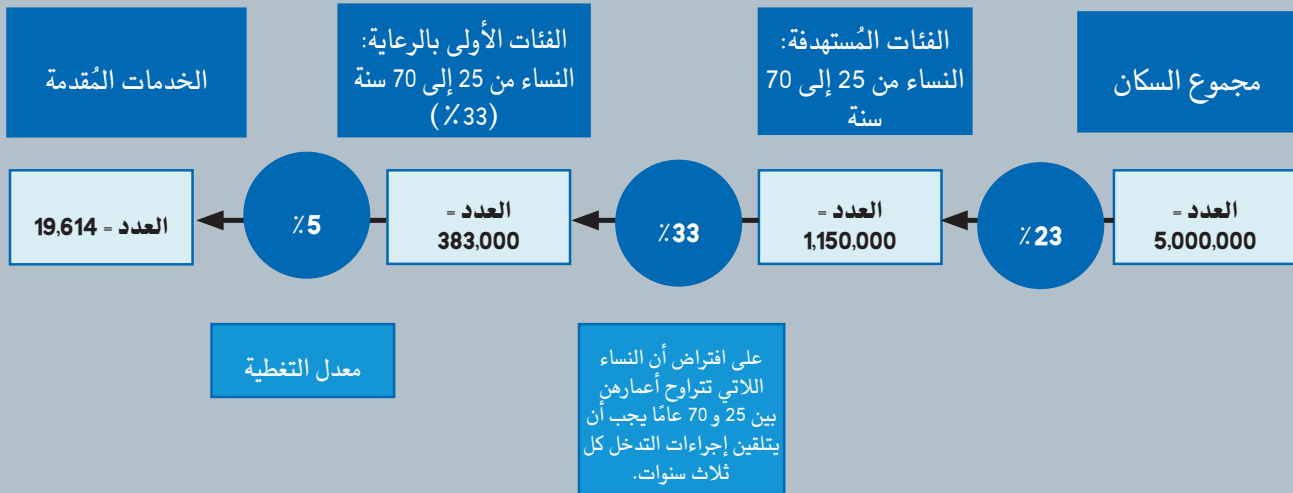 مجموع السكان
الفئات المُستهدفة:
النساء من 25 إلى 70
سنة
الفئات الأولى بالرعاية:
النساء من 25 إلى 70 سنة
(33٪)
الخدمات المُقدمة
العدد =
5,000,000
٪23
العدد =
1,150,000
٪33
العدد =
383,000
٪5
العدد = 19,614
على افتراض أن النساء
اللاتي تتراوح أعمارهن
بين 25 و 70 عامًا يجب أن
يتلقين إجراءات التدخل كل
ثلاث سنوات.
معدل التغطية